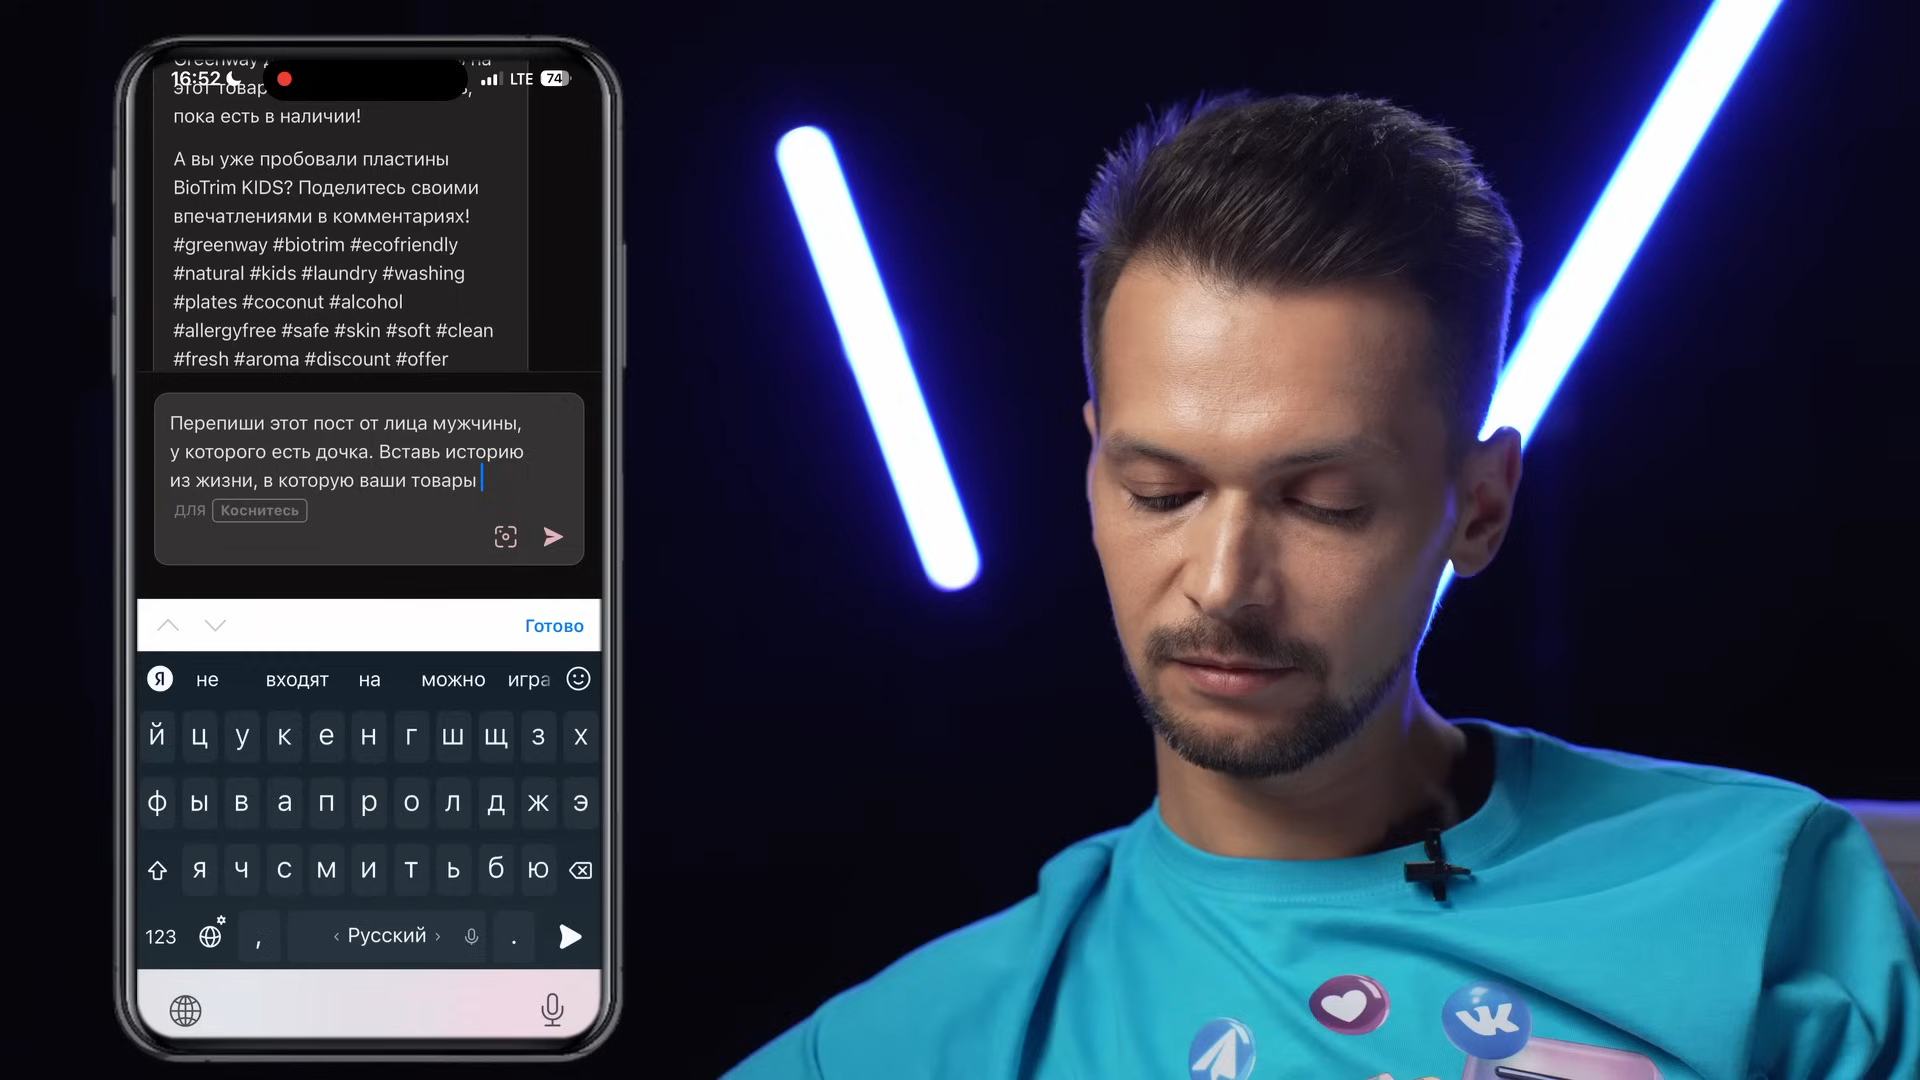 16:52
LTE 74
этот товар
пока есть в наличии!
А вы уже пробовали пластины
BioTrim KIDS? Поделитесь своими
впечатлениями в комментариях!
#greenway #biotrim #ecofriendly
#natural #kids #laundry #washing
#plates #coconut #alcohol
#allergyfree #safe #skin #soft #clean
#fresh #aroma #discount #offer
Перепиши этот пост от лица мужчины,
у которого есть дочка. Вставь историю
из жизни, в которую ваши товары
для Коснитесь
Готово
Я не входят на можно игра
й ц у к е н г ш щ з х
ф ы в а п р о л д ж э
я ч с м и т ь б ю
123 , ‹ Русский › .